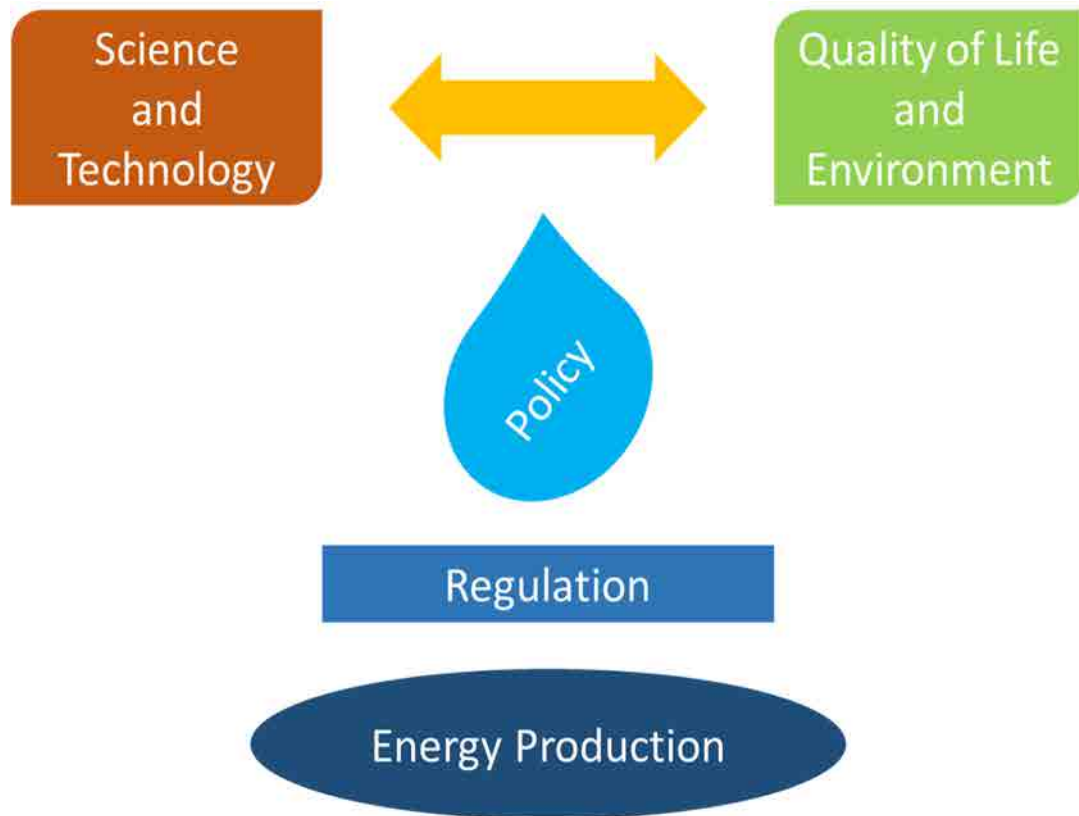 Science
and
Technology
Quality of Life
and
Environment
Policy
Regulation
Energy Production